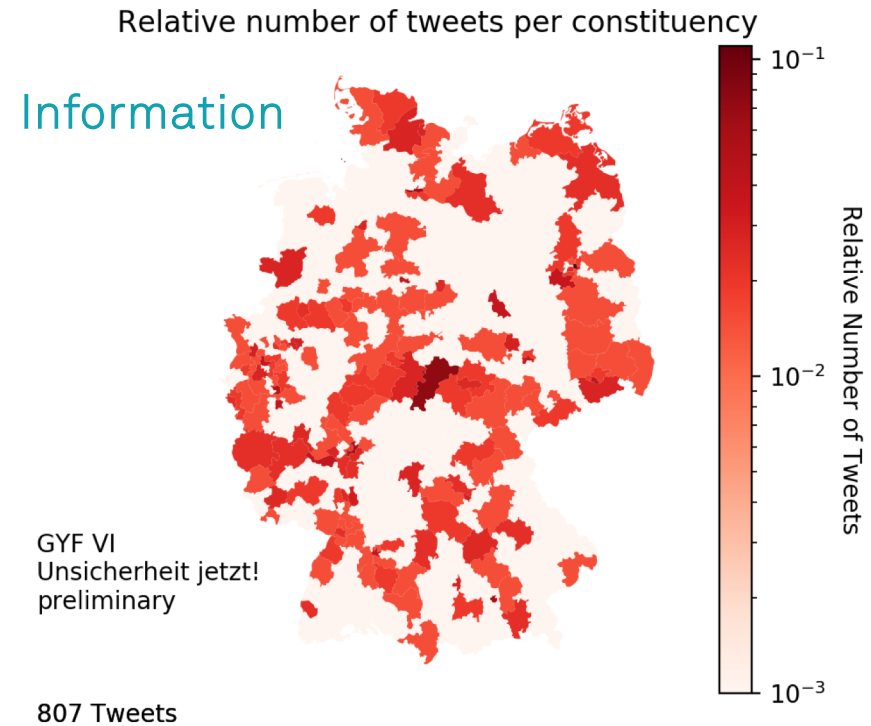 Relative number of tweets per constituency
Information
10⁻¹
10⁻²
10⁻³
Relative Number of Tweets
GYF VI
Unsicherheit jetzt!
preliminary
807 Tweets